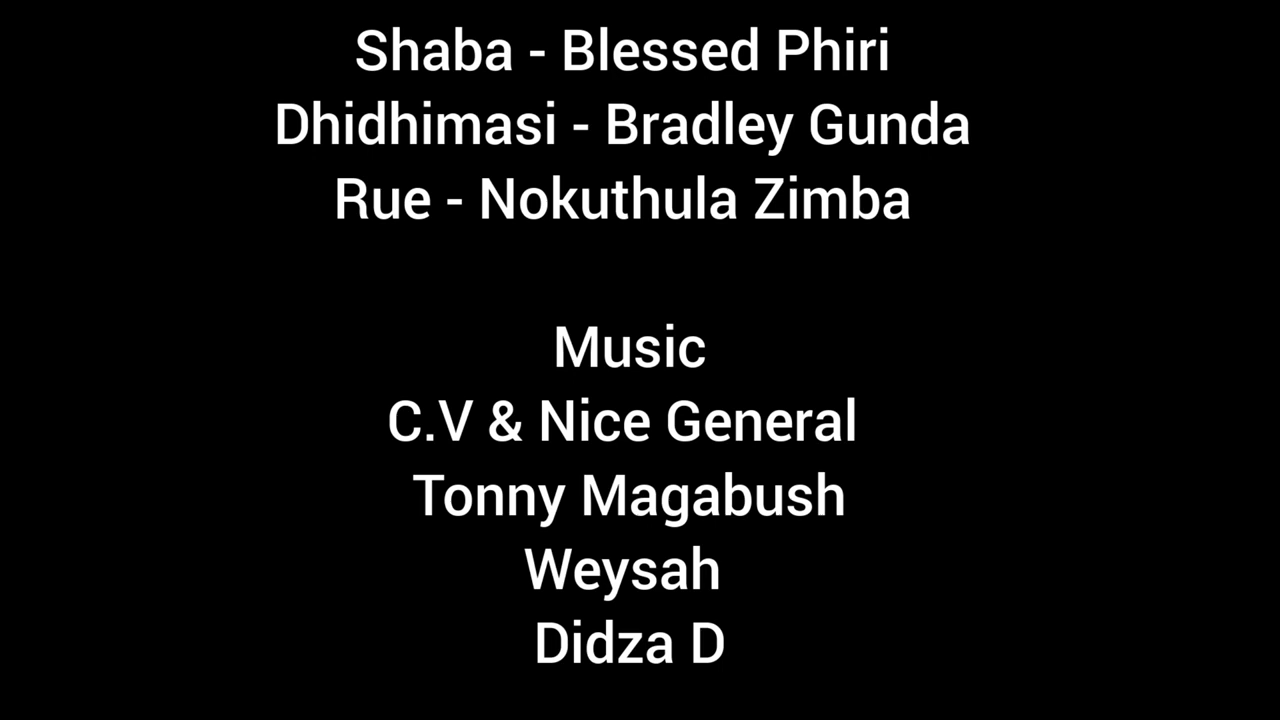 Shaba - Blessed Phiri
Dhidhimasi - Bradley Gunda
Rue - Nokuthula Zimba
Music
C.V & Nice General
Tonny Magabush
Weysah
Didza D